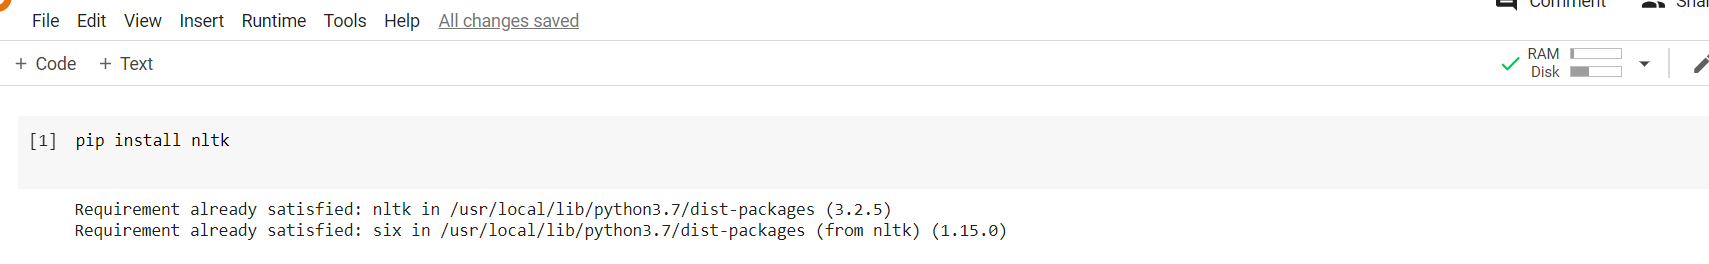 Comment Shar
File Edit View Insert Runtime Tools Help All changes saved
+ Code + Text
RAM
Disk
[1] pip install nltk
Requirement already satisfied: nltk in /usr/local/lib/python3.7/dist-packages (3.2.5)
Requirement already satisfied: six in /usr/local/lib/python3.7/dist-packages (from nltk) (1.15.0)